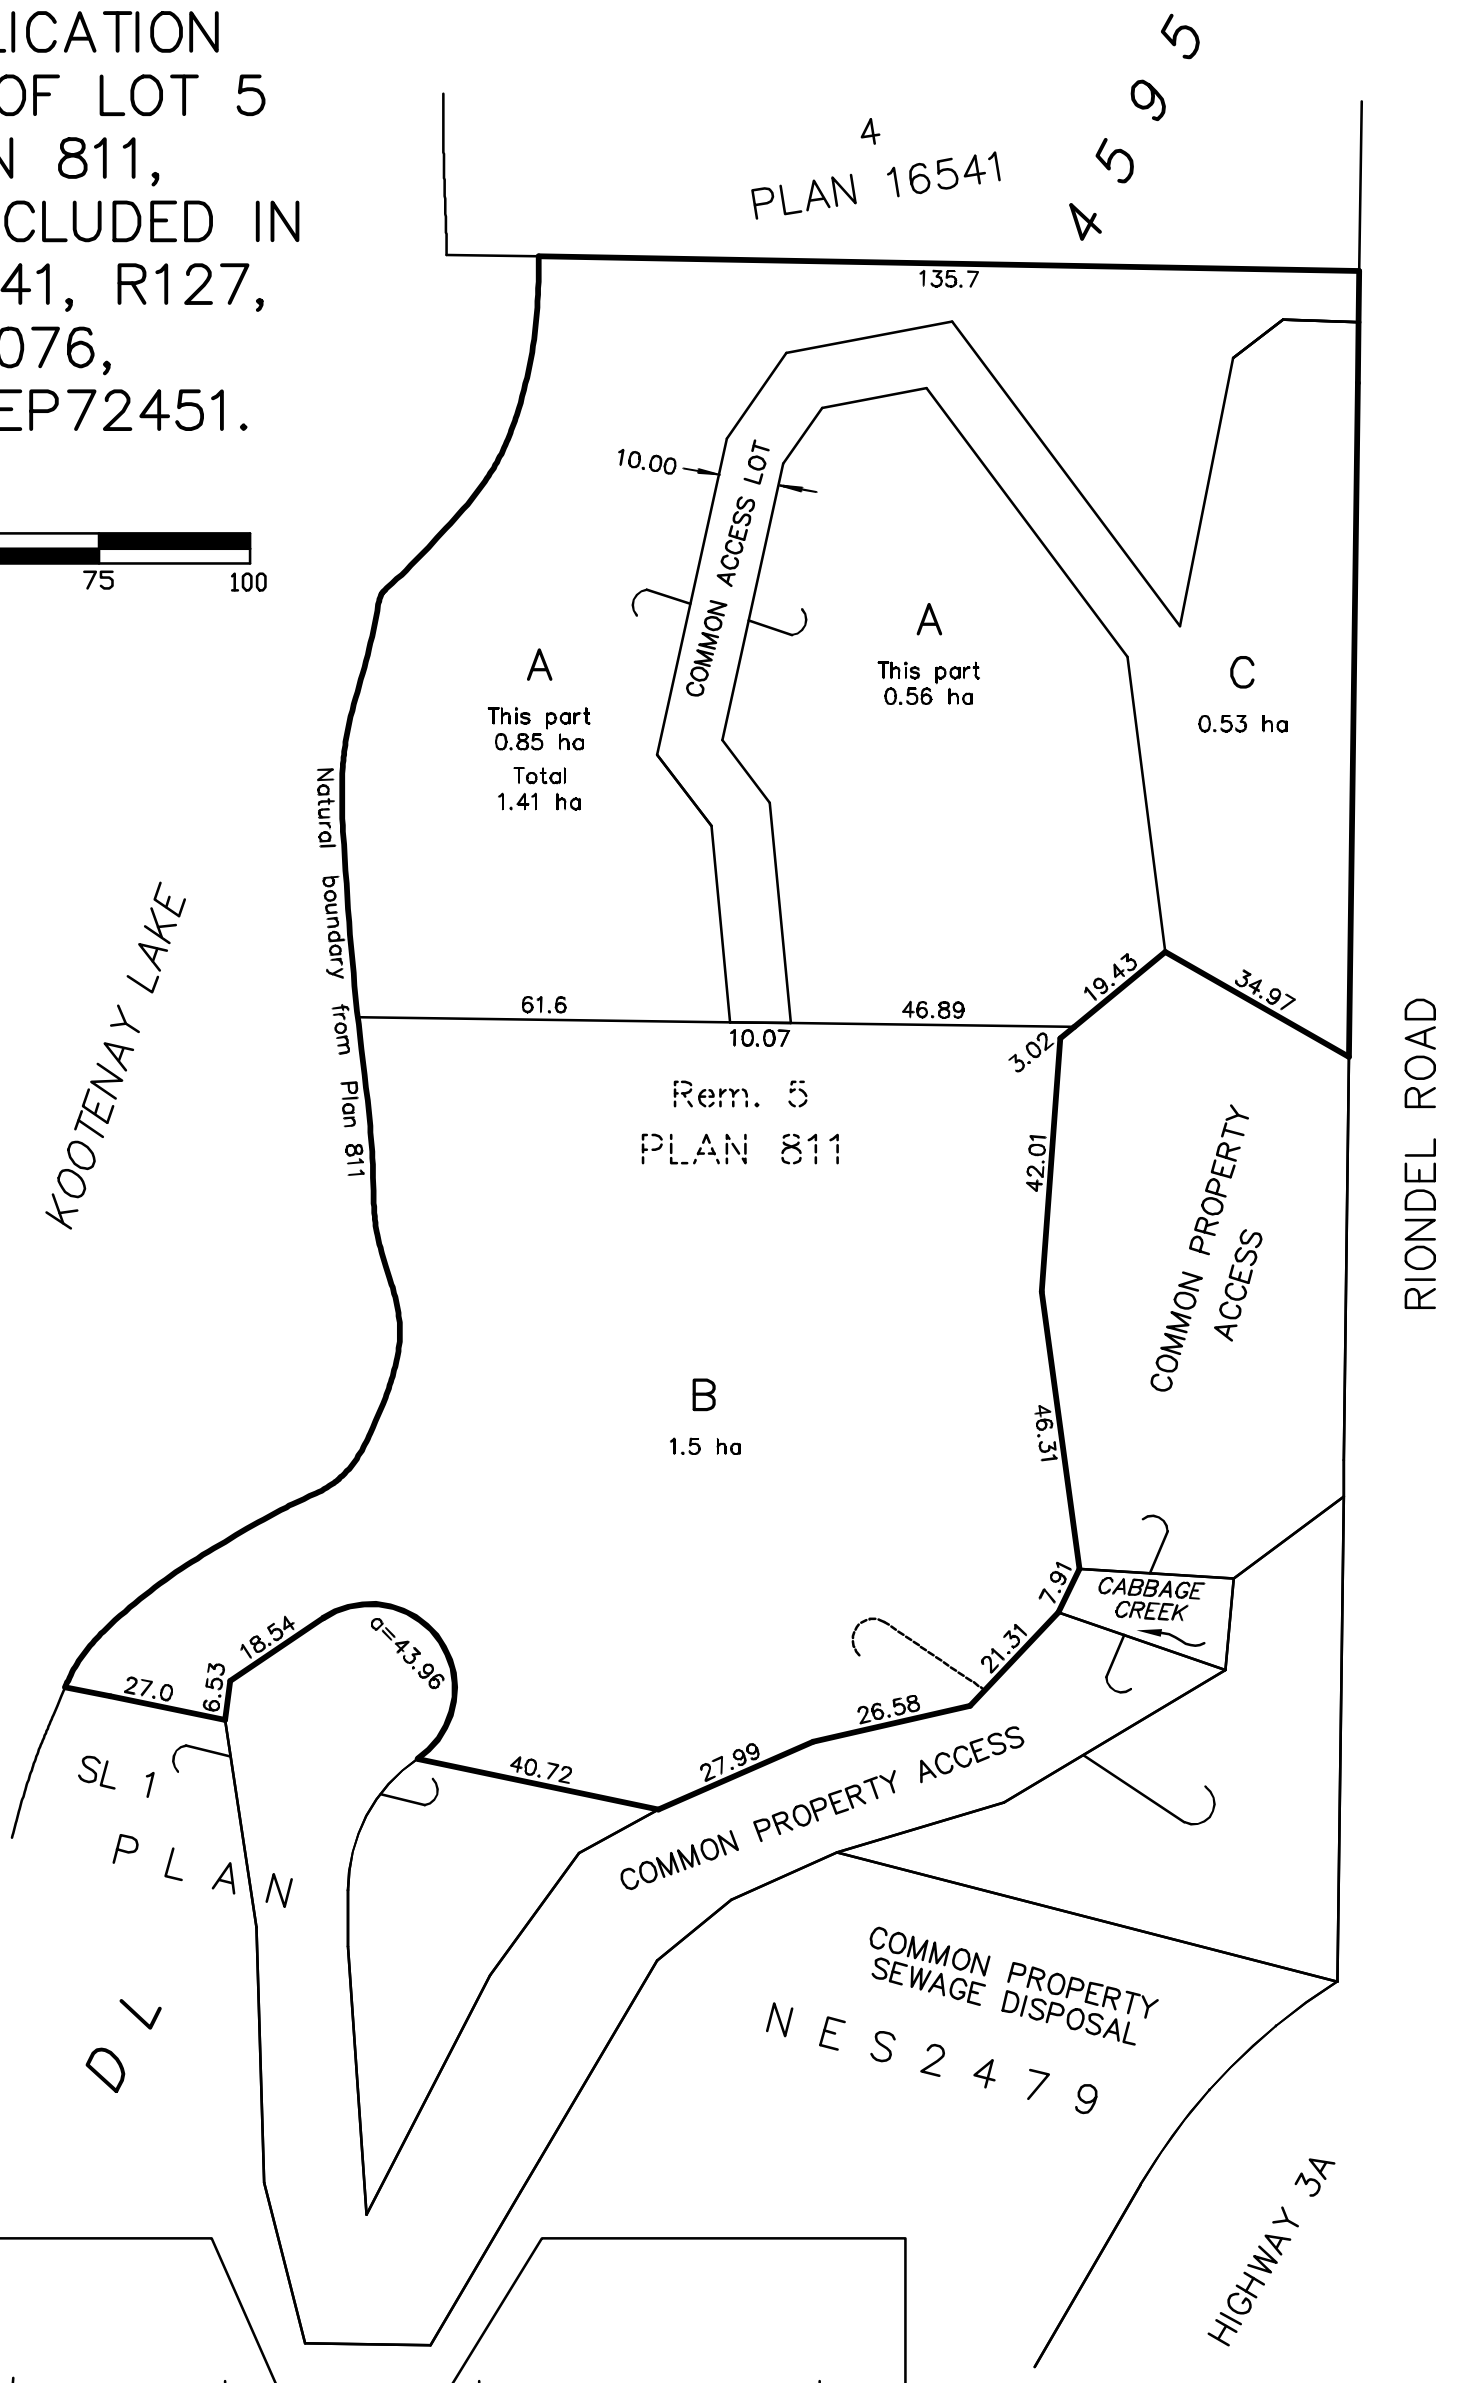 LICATION
OF LOT 5
N 811,
CLUDED IN
41, R127,
076,
EP72451.
75
100
4
PLAN 16541
4595
135.7
10.00
COMMON ACCESS LOT
A
This part
0.85 ha
Total
1.41 ha
A
This part
0.56 ha
C
0.53 ha
Natural boundary from Plan 811
KOOTENAY LAKE
61.6
10.07
46.89
3.02
19.43
34.97
Rem. 5
PLAN 811
42.01
COMMON PROPERTY
ACCESS
RIONDEL ROAD
B
1.5 ha
46.31
7.91
CABBAGE
CREEK
21.31
26.58
27.99
40.72
a=43.96
18.54
6.53
27.0
SL 1
PLAN
COMMON PROPERTY ACCESS
COMMON PROPERTY
SEWAGE DISPOSAL
NES2479
DL
HIGHWAY 3A